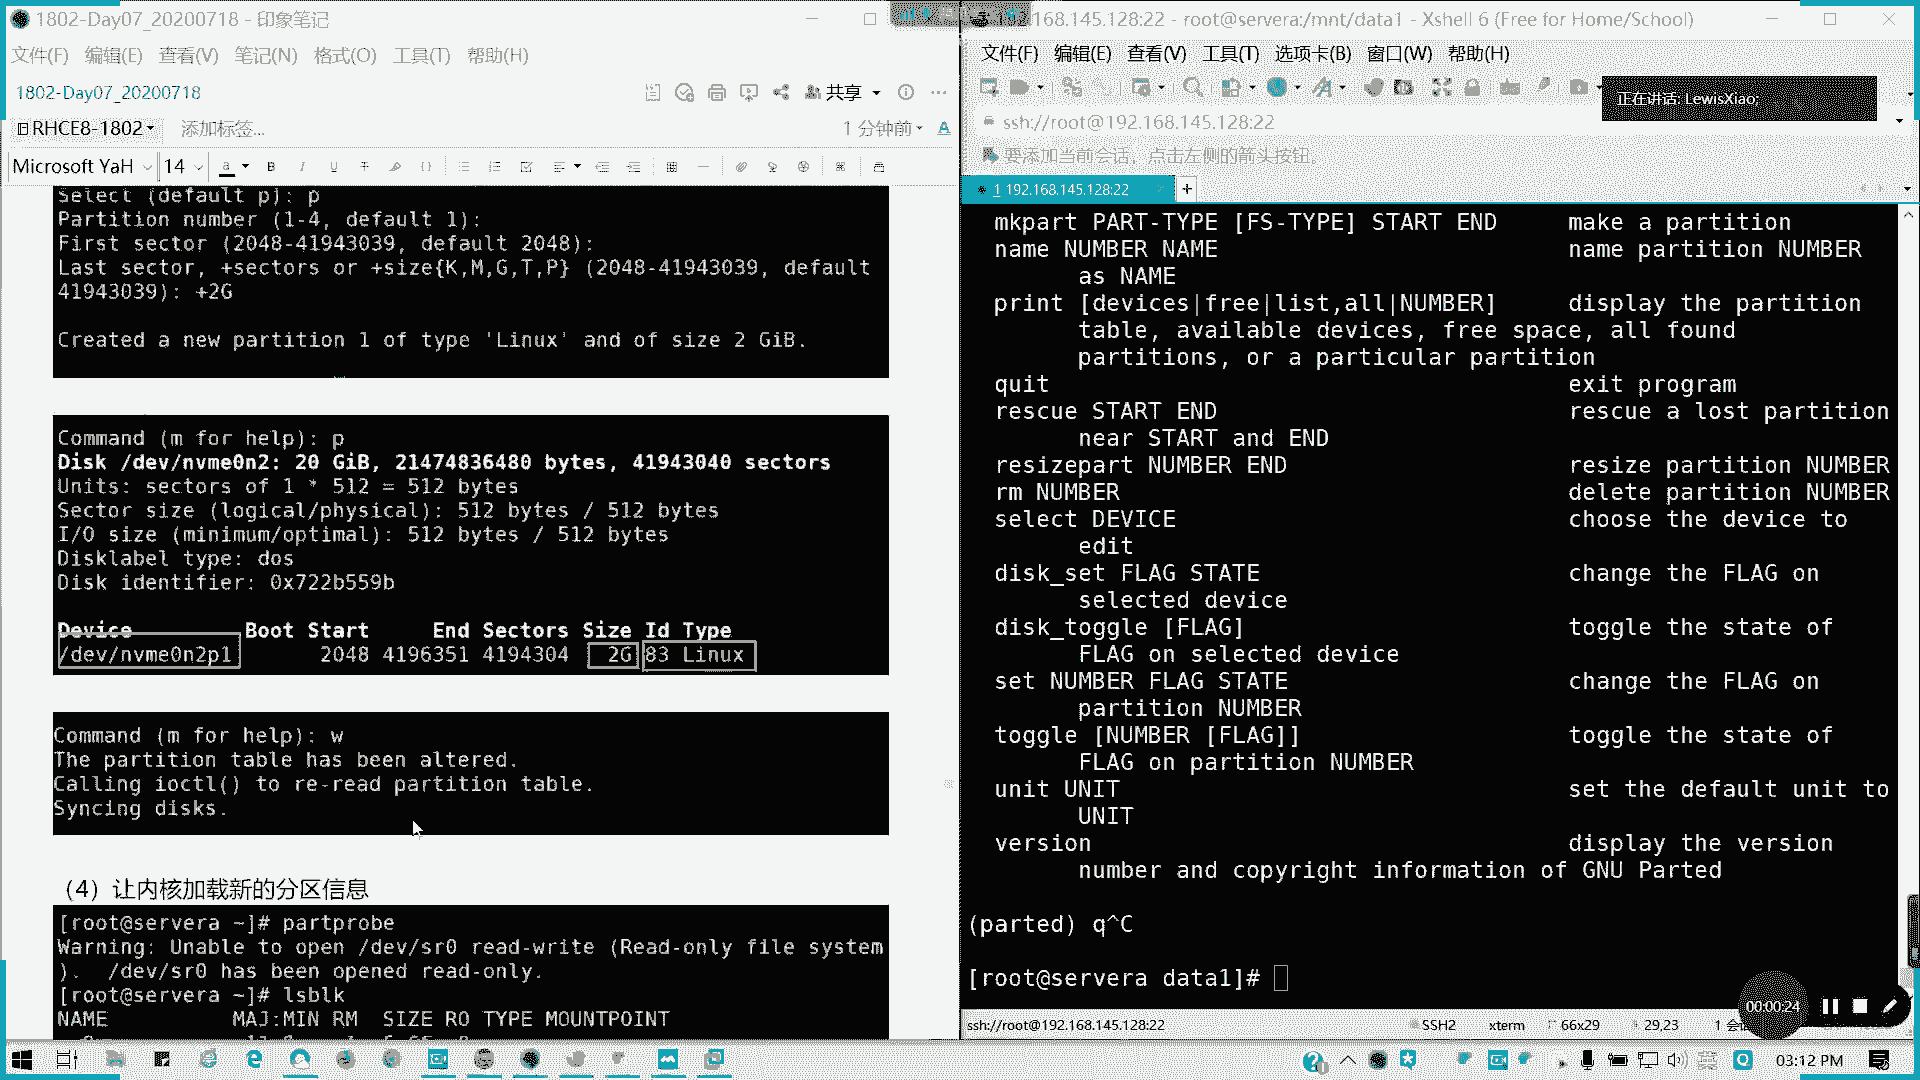 1802-Day07_20200718 - 印象笔记
文件(F) 编辑(E) 查看(V) 笔记(N) 格式(O) 工具(T) 帮助(H)
1802-Day07_20200718
共享
RHCE8-1802
添加标签...
1 分钟前
Microsoft YaH 14
Select (default p): p
Partition number (1-4, default 1):
First sector (2048-41943039, default 2048):
Last sector, +sectors or +size{K,M,G,T,P} (2048-41943039, default
41943039): +2G
Created a new partition 1 of type 'Linux' and of size 2 GiB.
Command (m for help): p
Disk /dev/nvme0n2: 20 GiB, 21474836480 bytes, 41943040 sectors
Units: sectors of 1 * 512 = 512 bytes
Sector size (logical/physical): 512 bytes / 512 bytes
I/O size (minimum/optimal): 512 bytes / 512 bytes
Disklabel type: dos
Disk identifier: 0x722b559b
Device Boot Start End Sectors Size Id Type
/dev/nvme0n2p1 2048 4196351 4194304 2G 83 Linux
Command (m for help): w
The partition table has been altered.
Calling ioctl() to re-read partition table.
Syncing disks.
（4）让内核加载新的分区信息
[root@servera ~]# partprobe
Warning: Unable to open /dev/sr0 read-write (Read-only file system
).  /dev/sr0 has been opened read-only.
[root@servera ~]# lsblk
NAME MAJ:MIN RM SIZE RO TYPE MOUNTPOINT
192.168.145.128:22 - root@servera:/mnt/data1 - Xshell 6 (Free for Home/School)
文件(F) 编辑(E) 查看(V) 工具(T) 选项卡(B) 窗口(W) 帮助(H)
正在讲话: LewisXiao;
ssh://root@192.168.145.128:22
要添加当前会话，点击左侧的箭头按钮。
1 192.168.145.128:22
mkpart PART-TYPE [FS-TYPE] START END make a partition
name NUMBER NAME name partition NUMBER
as NAME
print [devices|free|list,all|NUMBER] display the partition
table, available devices, free space, all found
partitions, or a particular partition
quit exit program
rescue START END rescue a lost partition
near START and END
resizepart NUMBER END resize partition NUMBER
rm NUMBER delete partition NUMBER
select DEVICE choose the device to
edit
disk_set FLAG STATE change the FLAG on
selected device
disk_toggle [FLAG] toggle the state of
FLAG on selected device
set NUMBER FLAG STATE change the FLAG on
partition NUMBER
toggle [NUMBER [FLAG]] toggle the state of
FLAG on partition NUMBER
unit UNIT set the default unit to
UNIT
version display the version
number and copyright information of GNU Parted
(parted) q^C
[root@servera data1]#
00:00:24
ssh://root@192.168.145.128:22 SSH2 xterm 66x29 29,23
03:12 PM